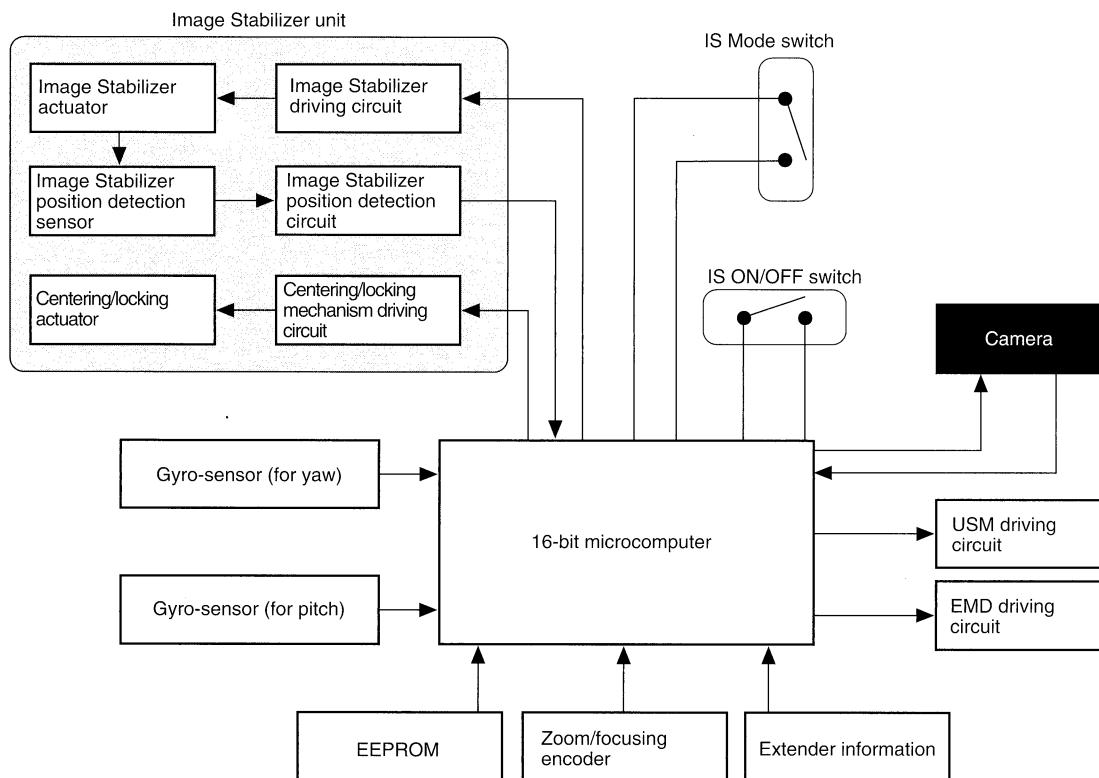 Image Stabilizer unit
IS Mode switch
Image Stabilizer
actuator
Image Stabilizer
driving circuit
Image Stabilizer
position detection
sensor
Image Stabilizer
position detection
circuit
Centering/locking
actuator
Centering/locking
mechanism driving
circuit
IS ON/OFF switch
Camera
Gyro-sensor (for yaw)
16-bit microcomputer
USM driving
circuit
Gyro-sensor (for pitch)
EMD driving
circuit
EEPROM
Zoom/focusing
encoder
Extender information